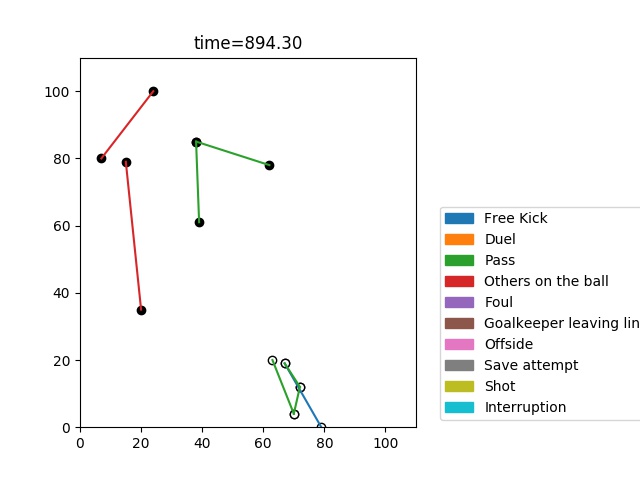 time=894.30
100
80
60
40
20
0
0 20 40 60 80 100
Free Kick
Duel
Pass
Others on the ball
Foul
Goalkeeper leaving lin
Offside
Save attempt
Shot
Interruption